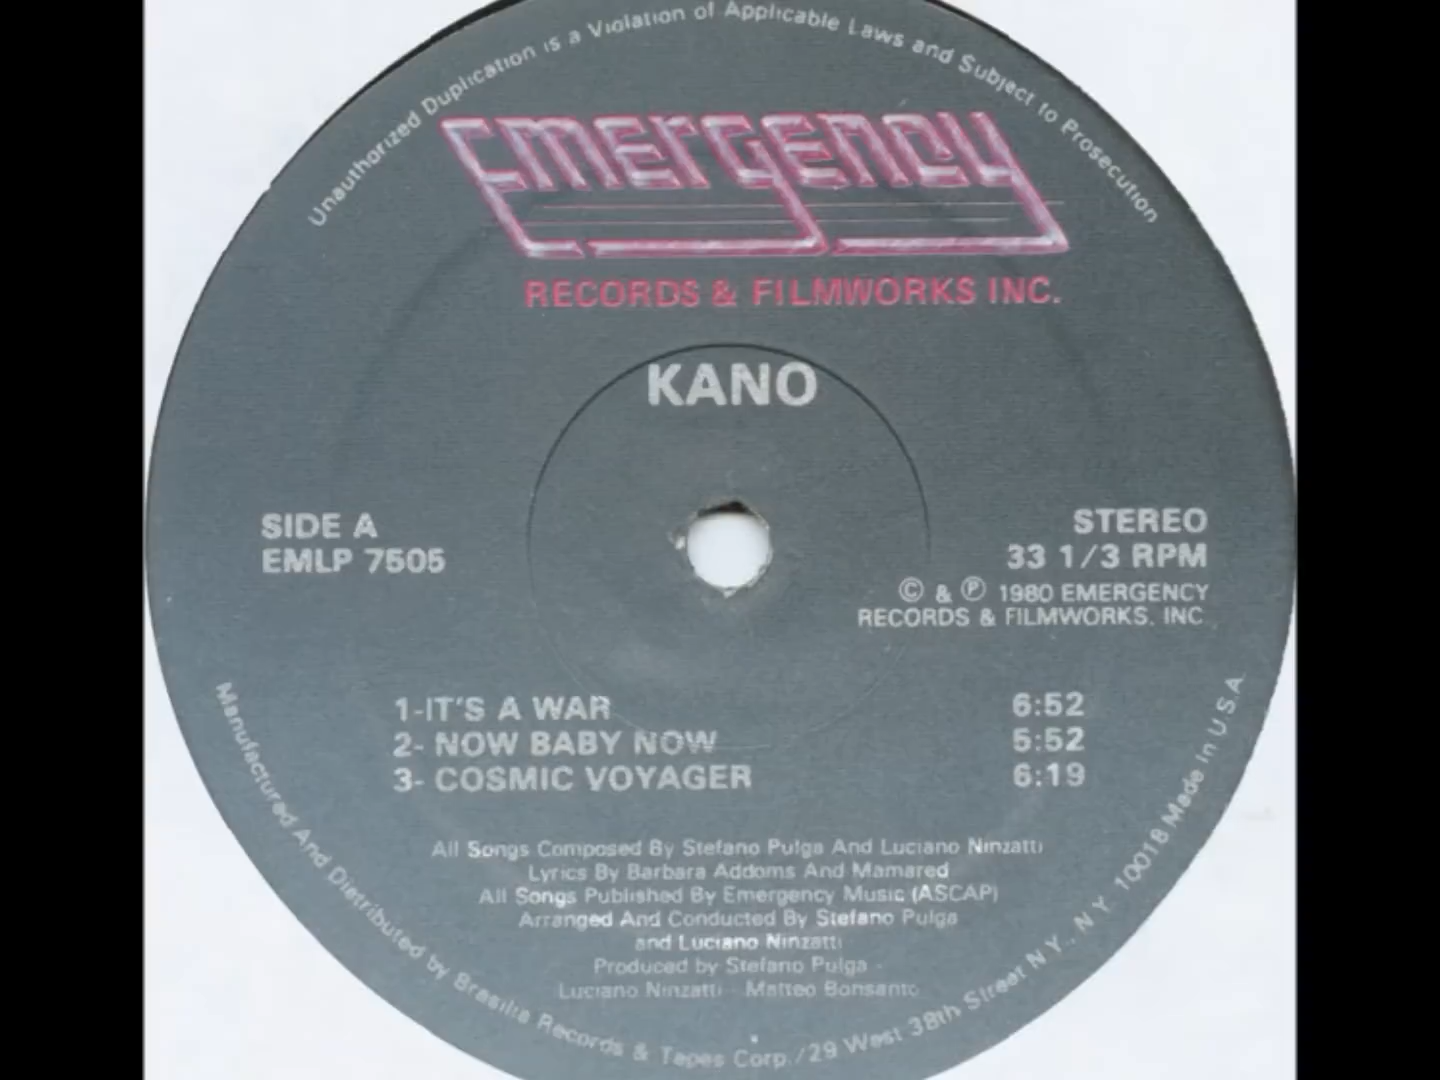 Unauthorized Duplication is a Violation of Applicable Laws and Subject to Prosecution
emergency
RECORDS & FILMWORKS INC.
KANO
SIDE A
EMLP 7505
STEREO
33 1/3 RPM
© & ℗ 1980 EMERGENCY
RECORDS & FILMWORKS, INC
1-IT'S A WAR 6:52
2- NOW BABY NOW 5:52
3- COSMIC VOYAGER 6:19
All Songs Composed By Stefano Pulga And Luciano Ninzatti
Lyrics By Barbara Addoms And Mamared
All Songs Published By Emergency Music (ASCAP)
Arranged And Conducted By Stefano Pulga
and Luciano Ninzatti
Produced by Stefano Pulga -
Luciano Ninzatti - Matteo Bonsanto
Manufactured And Distributed by Brasilia Records & Tapes Corp./29 West 38th Street N.Y., N.Y. 10018 Made in U.S.A.